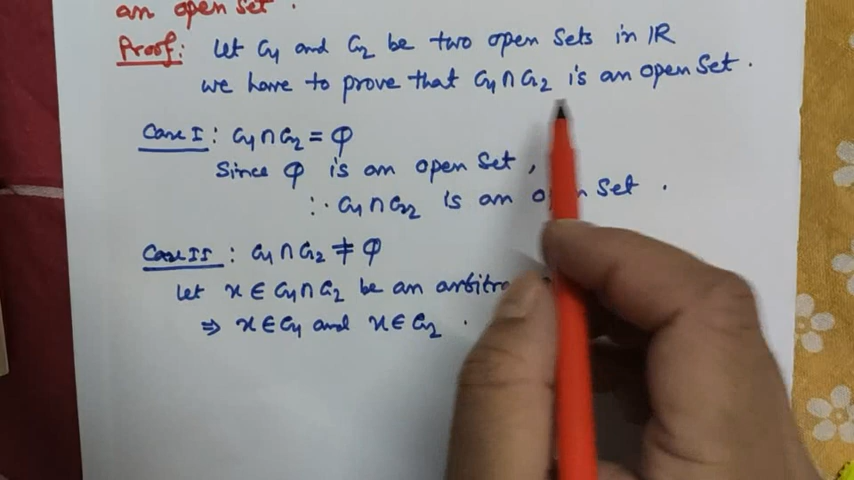 an open set.
Proof: Let G₁ and G₂ be two open sets in ℝ
we have to prove that G₁∩G₂ is an open set.
Case I: G₁∩G₂ = φ
Since φ is an open set,
∴ G₁∩G₂ is an open set.
Case II: G₁∩G₂ ≠ φ
Let x ∈ G₁∩G₂ be an
⇒ x ∈ G₁ and x ∈ G₂.